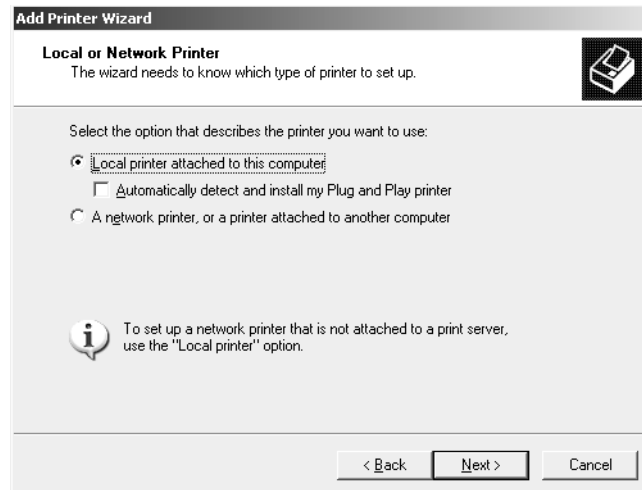 Add Printer Wizard
Local or Network Printer
The wizard needs to know which type of printer to set up.
Select the option that describes the printer you want to use:
Local printer attached to this computer
Automatically detect and install my Plug and Play printer
A network printer, or a printer attached to another computer
To set up a network printer that is not attached to a print server,
use the "Local printer" option.
< Back
Next >
Cancel